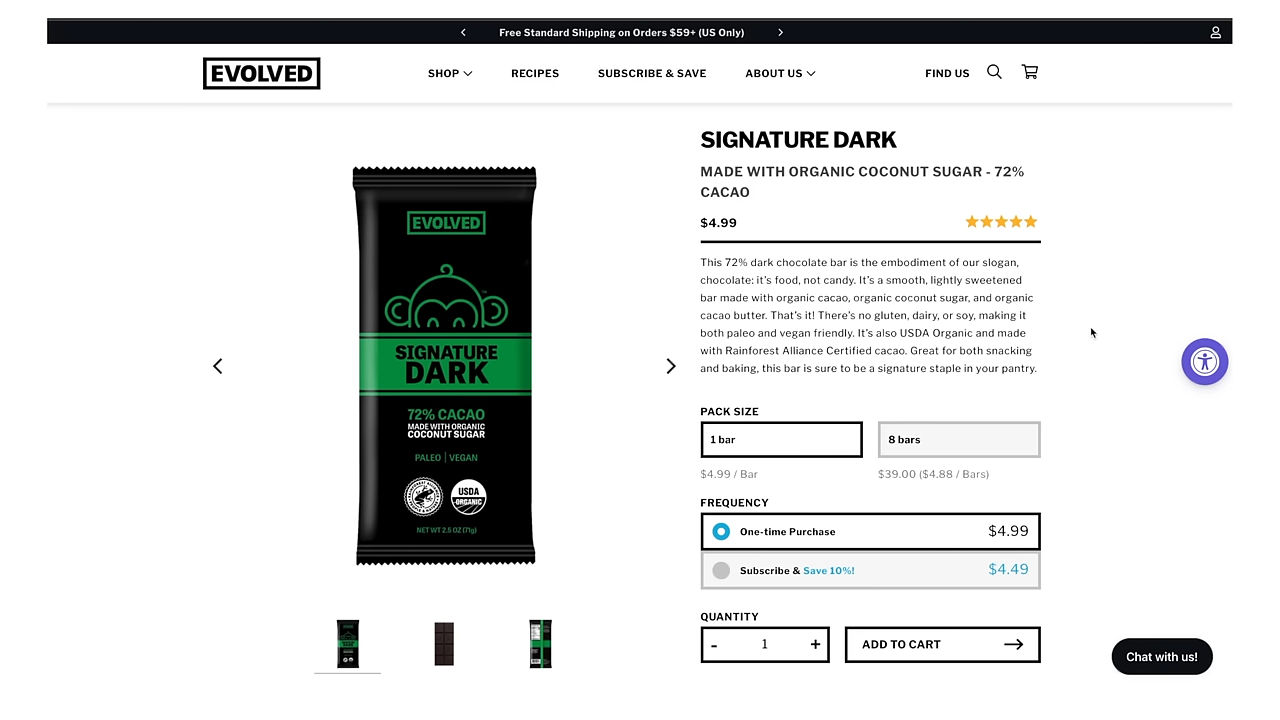 Free Standard Shipping on Orders $59+ (US Only)
EVOLVED
SHOP
RECIPES
SUBSCRIBE & SAVE
ABOUT US
FIND US
EVOLVED
SIGNATURE
DARK
72% CACAO
MADE WITH ORGANIC
COCONUT SUGAR
PALEO | VEGAN
USDA
ORGANIC
NET WT 2.5 OZ (71g)
SIGNATURE DARK
MADE WITH ORGANIC COCONUT SUGAR - 72%
CACAO
$4.99
This 72% dark chocolate bar is the embodiment of our slogan,
chocolate: it's food, not candy. It's a smooth, lightly sweetened
bar made with organic cacao, organic coconut sugar, and organic
cacao butter. That's it! There's no gluten, dairy, or soy, making it
both paleo and vegan friendly. It's also USDA Organic and made
with Rainforest Alliance Certified cacao. Great for both snacking
and baking, this bar is sure to be a signature staple in your pantry.
PACK SIZE
1 bar
8 bars
$4.99 / Bar
$39.00 ($4.88 / Bars)
FREQUENCY
One-time Purchase
$4.99
Subscribe & Save 10%!
$4.49
QUANTITY
- 1 +
ADD TO CART
Chat with us!